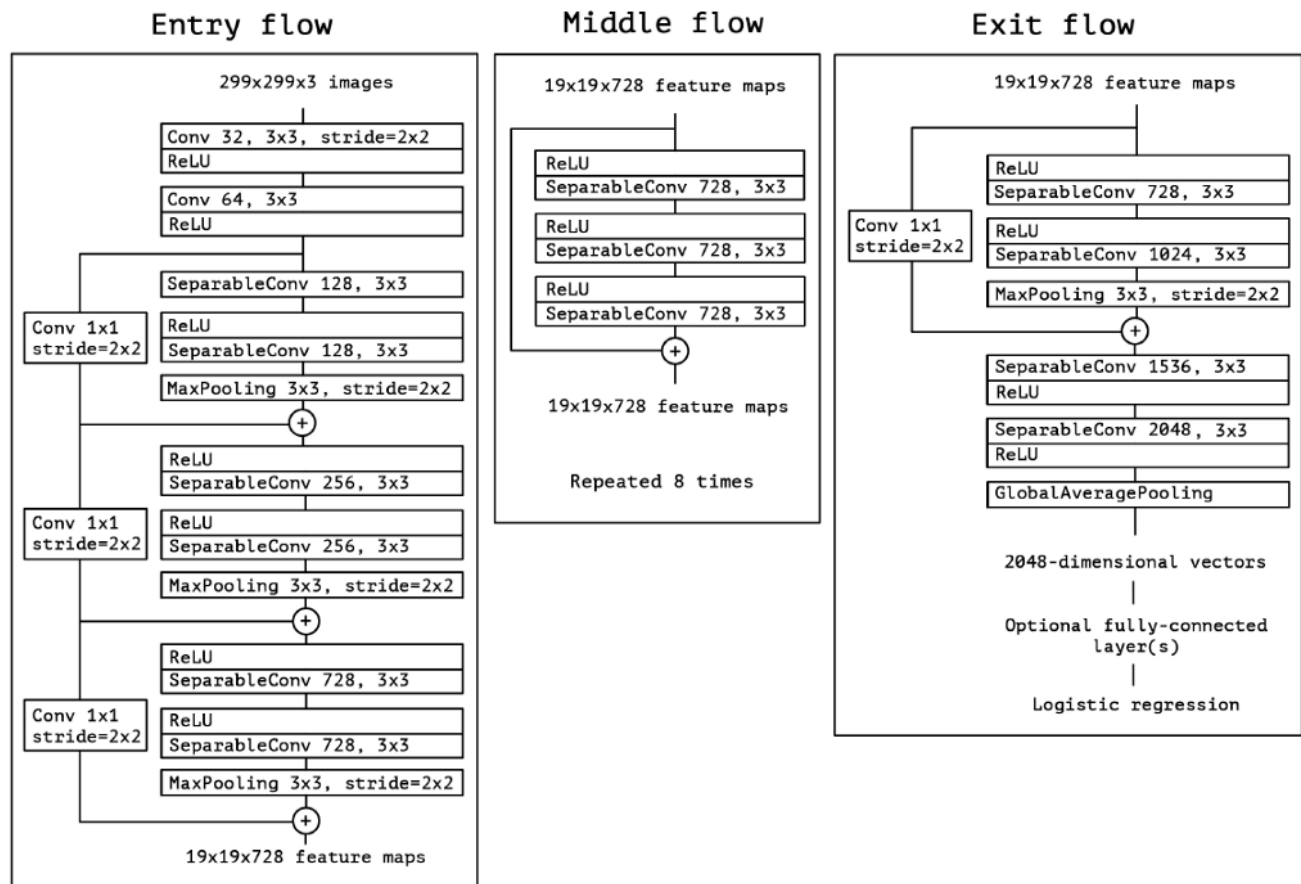 Entry flow
299x299x3 images
Conv 32, 3x3, stride=2x2
ReLU
Conv 64, 3x3
ReLU
SeparableConv 128, 3x3
Conv 1x1
stride=2x2
ReLU
SeparableConv 128, 3x3
MaxPooling 3x3, stride=2x2
+
ReLU
SeparableConv 256, 3x3
Conv 1x1
stride=2x2
ReLU
SeparableConv 256, 3x3
MaxPooling 3x3, stride=2x2
+
ReLU
SeparableConv 728, 3x3
Conv 1x1
stride=2x2
ReLU
SeparableConv 728, 3x3
MaxPooling 3x3, stride=2x2
+
19x19x728 feature maps
Middle flow
19x19x728 feature maps
ReLU
SeparableConv 728, 3x3
ReLU
SeparableConv 728, 3x3
ReLU
SeparableConv 728, 3x3
+
19x19x728 feature maps
Repeated 8 times
Exit flow
19x19x728 feature maps
ReLU
SeparableConv 728, 3x3
Conv 1x1
stride=2x2
ReLU
SeparableConv 1024, 3x3
MaxPooling 3x3, stride=2x2
+
SeparableConv 1536, 3x3
ReLU
SeparableConv 2048, 3x3
ReLU
GlobalAveragePooling
2048-dimensional vectors
Optional fully-connected
layer(s)
Logistic regression